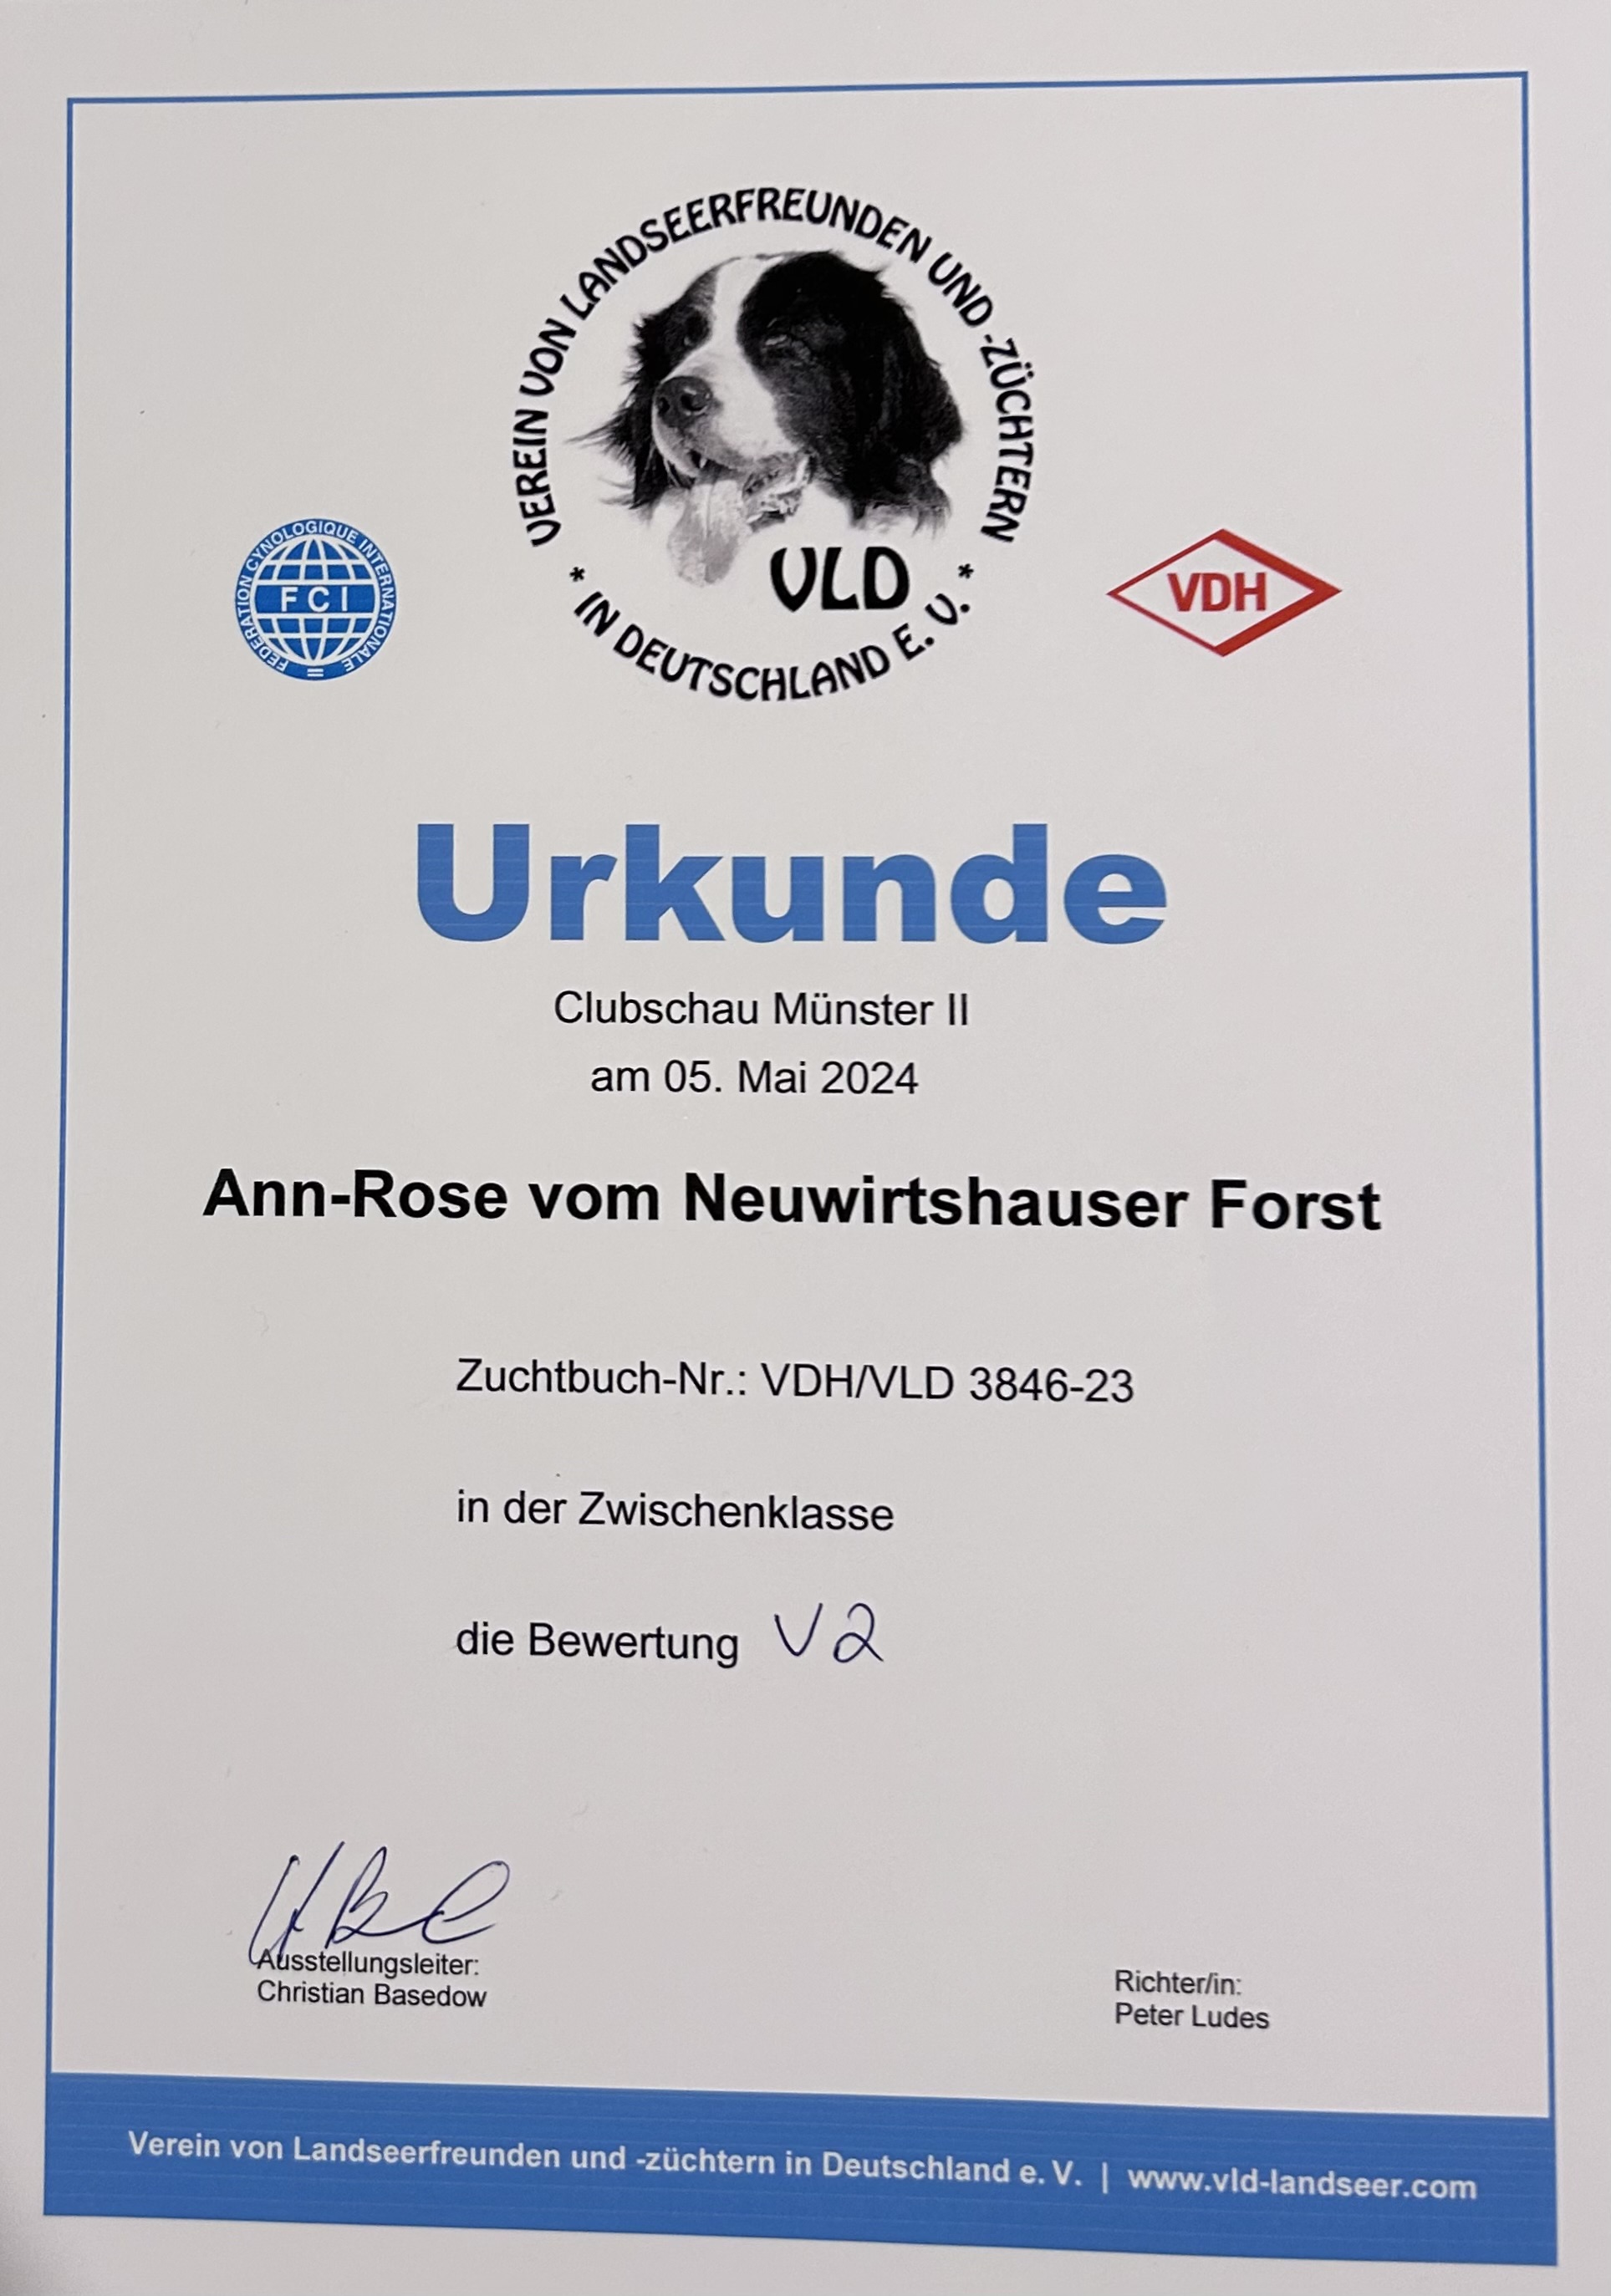 VEREIN VON LANDSEERFREUNDEN UND -ZÜCHTERN
* IN DEUTSCHLAND E. V. *
VLD
FEDERATION CYNOLOGIQUE INTERNATIONALE
FCI
VDH
Urkunde
Clubschau Münster II
am 05. Mai 2024
Ann-Rose vom Neuwirtshauser Forst
Zuchtbuch-Nr.: VDH/VLD 3846-23
in der Zwischenklasse
die Bewertung V2
Ausstellungsleiter:
Christian Basedow
Richter/in:
Peter Ludes
Verein von Landseerfreunden und -züchtern in Deutschland e. V. | www.vld-landseer.com